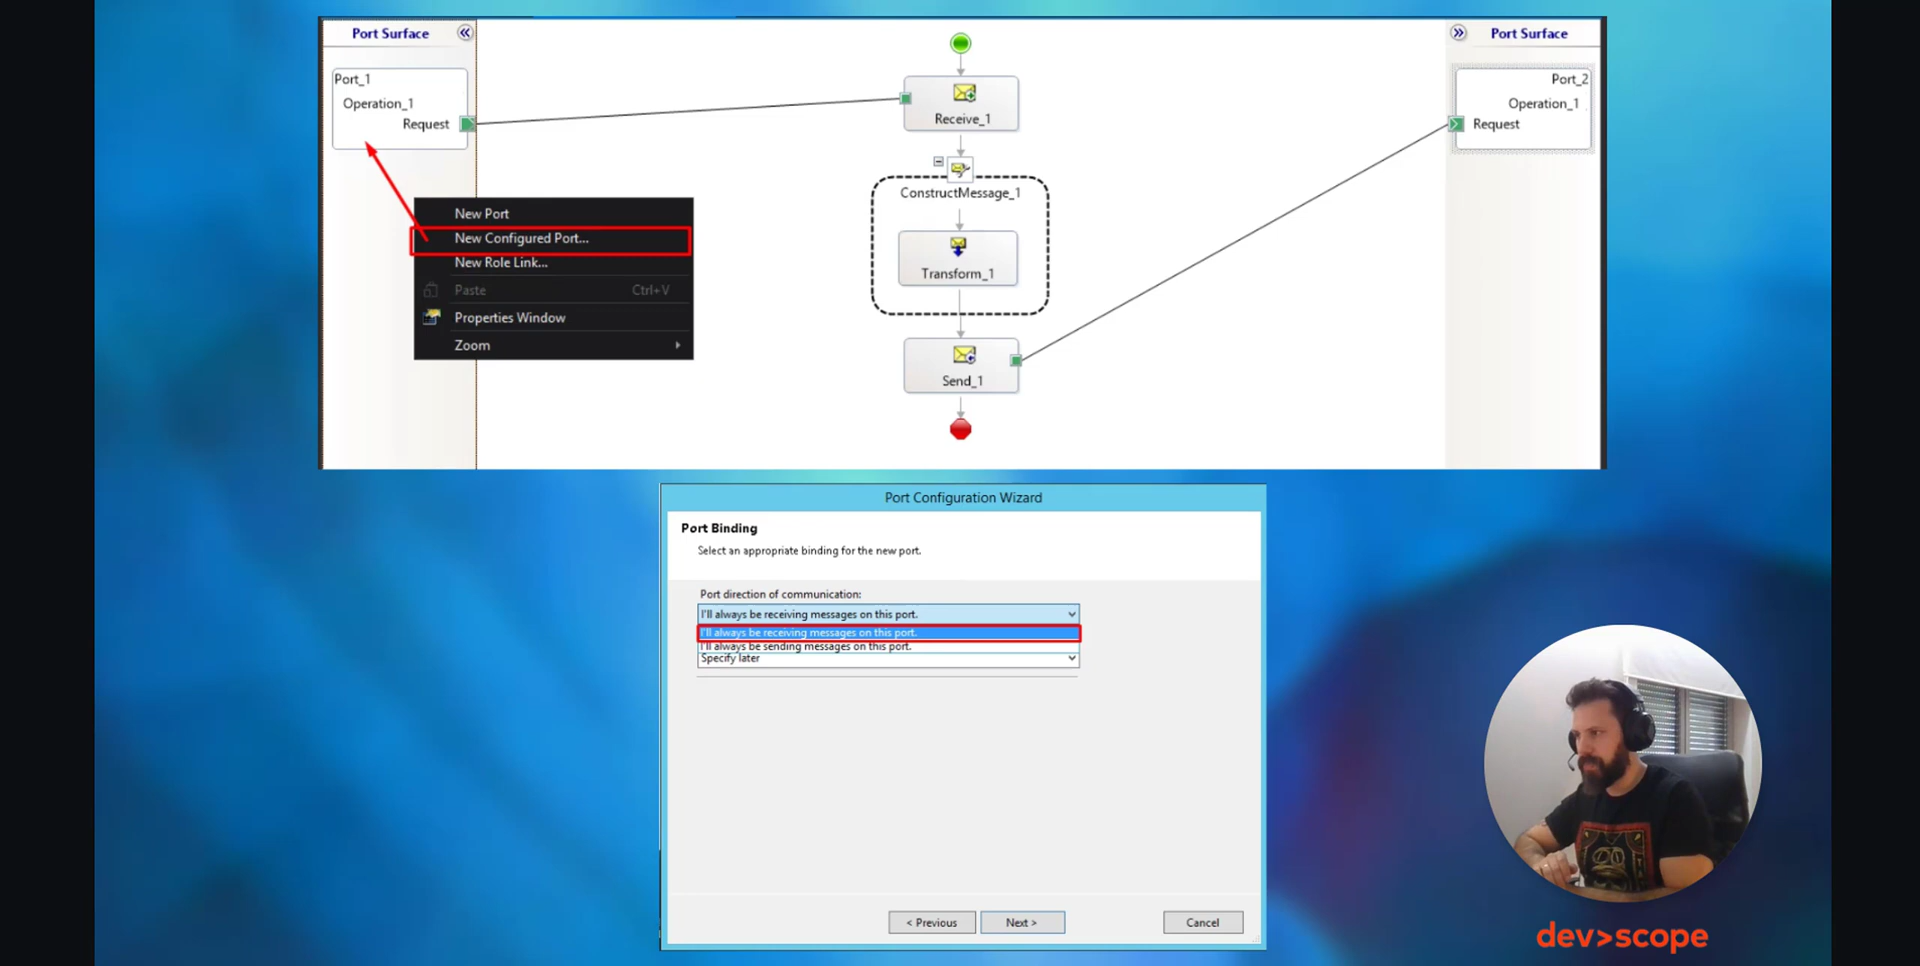 Port Surface
Port Surface
Port_1
Operation_1
Request
Receive_1
ConstructMessage_1
Transform_1
Send_1
Port_2
Operation_1
Request
New Port
New Configured Port...
New Role Link...
Paste Ctrl+V
Properties Window
Zoom
Port Configuration Wizard
Port Binding
Select an appropriate binding for the new port.
Port direction of communication:
I'll always be receiving messages on this port.
I'll always be receiving messages on this port.
I'll always be sending messages on this port.
Specify later
< Previous
Next >
Cancel
dev>scope